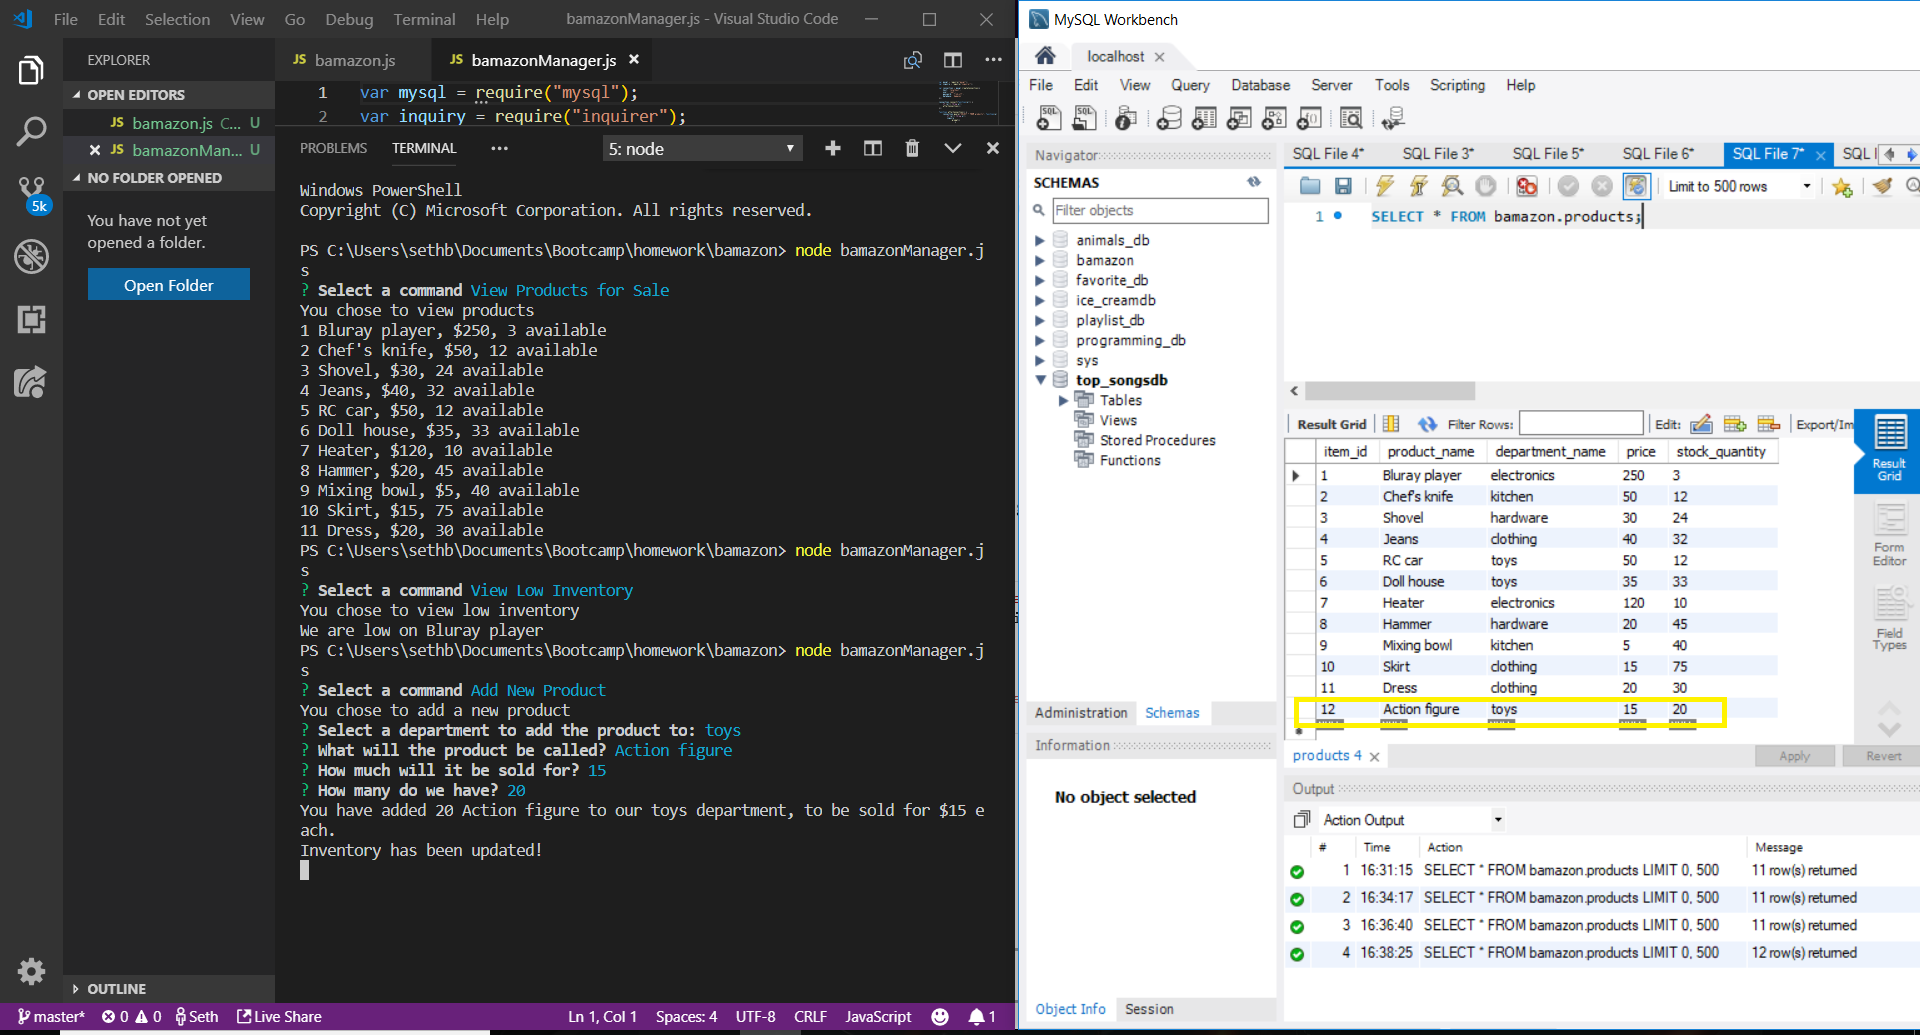 File Edit Selection View Go Debug Terminal Help bamazonManager.js - Visual Studio Code
EXPLORER
OPEN EDITORS
JS bamazon.js C... U
JS bamazonMan... U
NO FOLDER OPENED
You have not yet
opened a folder.
Open Folder
5k
OUTLINE
JS bamazon.js JS bamazonManager.js
1 var mysql = require("mysql");
2 var inquiry = require("inquirer");
PROBLEMS TERMINAL ... 5: node
Windows PowerShell
Copyright (C) Microsoft Corporation. All rights reserved.
PS C:\Users\sethb\Documents\Bootcamp\homework\bamazon> node bamazonManager.j
s
? Select a command View Products for Sale
You chose to view products
1 Bluray player, $250, 3 available
2 Chef's knife, $50, 12 available
3 Shovel, $30, 24 available
4 Jeans, $40, 32 available
5 RC car, $50, 12 available
6 Doll house, $35, 33 available
7 Heater, $120, 10 available
8 Hammer, $20, 45 available
9 Mixing bowl, $5, 40 available
10 Skirt, $15, 75 available
11 Dress, $20, 30 available
PS C:\Users\sethb\Documents\Bootcamp\homework\bamazon> node bamazonManager.j
s
? Select a command View Low Inventory
You chose to view low inventory
We are low on Bluray player
PS C:\Users\sethb\Documents\Bootcamp\homework\bamazon> node bamazonManager.j
s
? Select a command Add New Product
You chose to add a new product
? Select a department to add the product to: toys
? What will the product be called? Action figure
? How much will it be sold for? 15
? How many do we have? 20
You have added 20 Action figure to our toys department, to be sold for $15 e
ach.
Inventory has been updated!
master* 0 0 Seth Live Share Ln 1, Col 1 Spaces: 4 UTF-8 CRLF JavaScript 1
MySQL Workbench
localhost
File Edit View Query Database Server Tools Scripting Help
Navigator
SCHEMAS
Filter objects
animals_db
bamazon
favorite_db
ice_creamdb
playlist_db
programming_db
sys
top_songsdb
Tables
Views
Stored Procedures
Functions
Administration Schemas
Information
No object selected
Object Info Session
SQL File 4* SQL File 3* SQL File 5* SQL File 6* SQL File 7* SQL
Limit to 500 rows
1 SELECT * FROM bamazon.products;
Result Grid Filter Rows: Edit: Export/Im
item_id product_name department_name price stock_quantity
1 Bluray player electronics 250 3
2 Chef's knife kitchen 50 12
3 Shovel hardware 30 24
4 Jeans clothing 40 32
5 RC car toys 50 12
6 Doll house toys 35 33
7 Heater electronics 120 10
8 Hammer hardware 20 45
9 Mixing bowl kitchen 5 40
10 Skirt clothing 15 75
11 Dress clothing 20 30
12 Action figure toys 15 20
Result
Grid
Form
Editor
Field
Types
products 4 Apply Revert
Output
Action Output
# Time Action Message
1 16:31:15 SELECT * FROM bamazon.products LIMIT 0, 500 11 row(s) returned
2 16:34:17 SELECT * FROM bamazon.products LIMIT 0, 500 11 row(s) returned
3 16:36:40 SELECT * FROM bamazon.products LIMIT 0, 500 11 row(s) returned
4 16:38:25 SELECT * FROM bamazon.products LIMIT 0, 500 12 row(s) returned